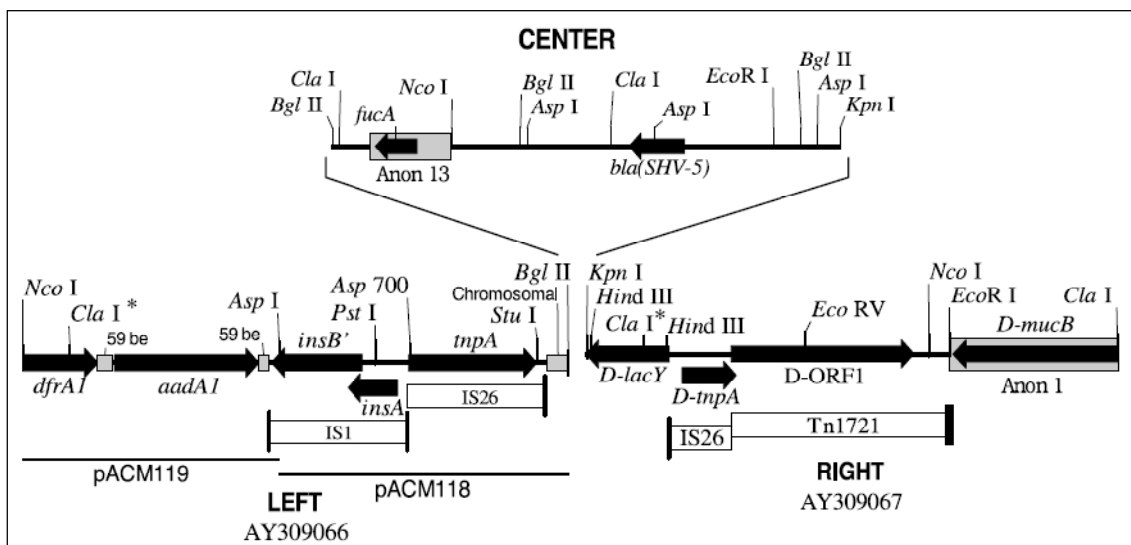 CENTER
Bgl II
Cla I
fucA
Nco I
Bgl II
Asp I
Cla I
Asp I
EcoR I
Bgl II
Asp I
Kpn I
Anon 13
bla(SHV-5)
Nco I
Cla I*
59 be
59 be
Asp I
insB'
Pst I
Asp 700
tnpA
Stu I
Chromosomal
Bgl II
dfrA1
aadA1
insA
IS26
IS1
pACM119
pACM118
LEFT
AY309066
Kpn I
Hind III
Cla I*
Hind III
Eco RV
Nco I
EcoR I
Cla I
D-mucB
D-lacY
D-tnpA
D-ORF1
Anon 1
IS26
Tn1721
RIGHT
AY309067